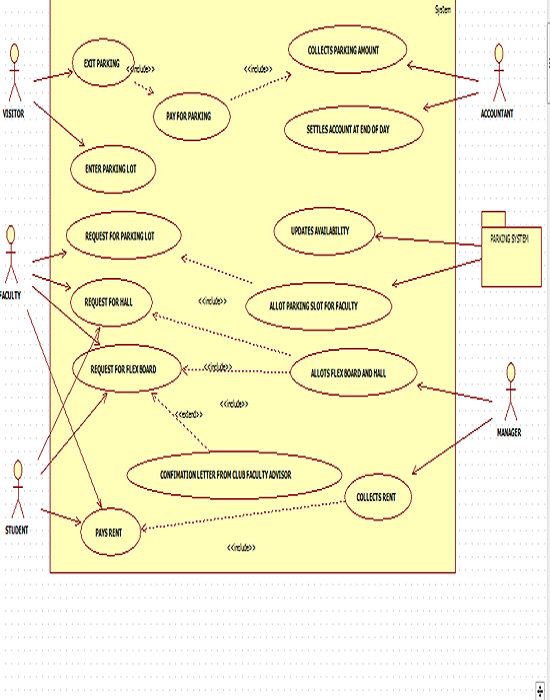 System
EXIT PARKING
<<include>>
<<include>>
COLLECTS PARKING AMOUNT
VISITOR
PAY FOR PARKING
ACCOUNTANT
SETTLES ACCOUNT AT END OF DAY
ENTER PARKING LOT
REQUEST FOR PARKING LOT
UPDATES AVAILABILITY
PARKING SYSTEM
FACULTY
REQUEST FOR HALL
<<include>>
ALLOT PARKING SLOT FOR FACULTY
REQUEST FOR FLEX BOARD
<<include>>
ALLOTS FLEX BOARD AND HALL
<<include>>
<<extend>>
MANAGER
CONFIMATION LETTER FROM CLUB FACULTY ADVISOR
COLLECTS RENT
STUDENT
PAYS RENT
<<include>>